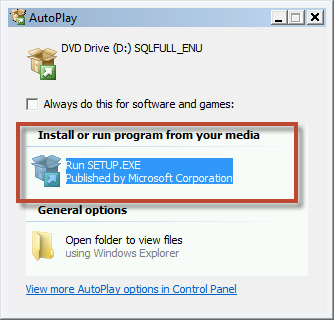 AutoPlay
DVD Drive (D:) SQLFULL_ENU
Always do this for software and games:
Install or run program from your media
Run SETUP.EXE
Published by Microsoft Corporation
General options
Open folder to view files
using Windows Explorer
View more AutoPlay options in Control Panel